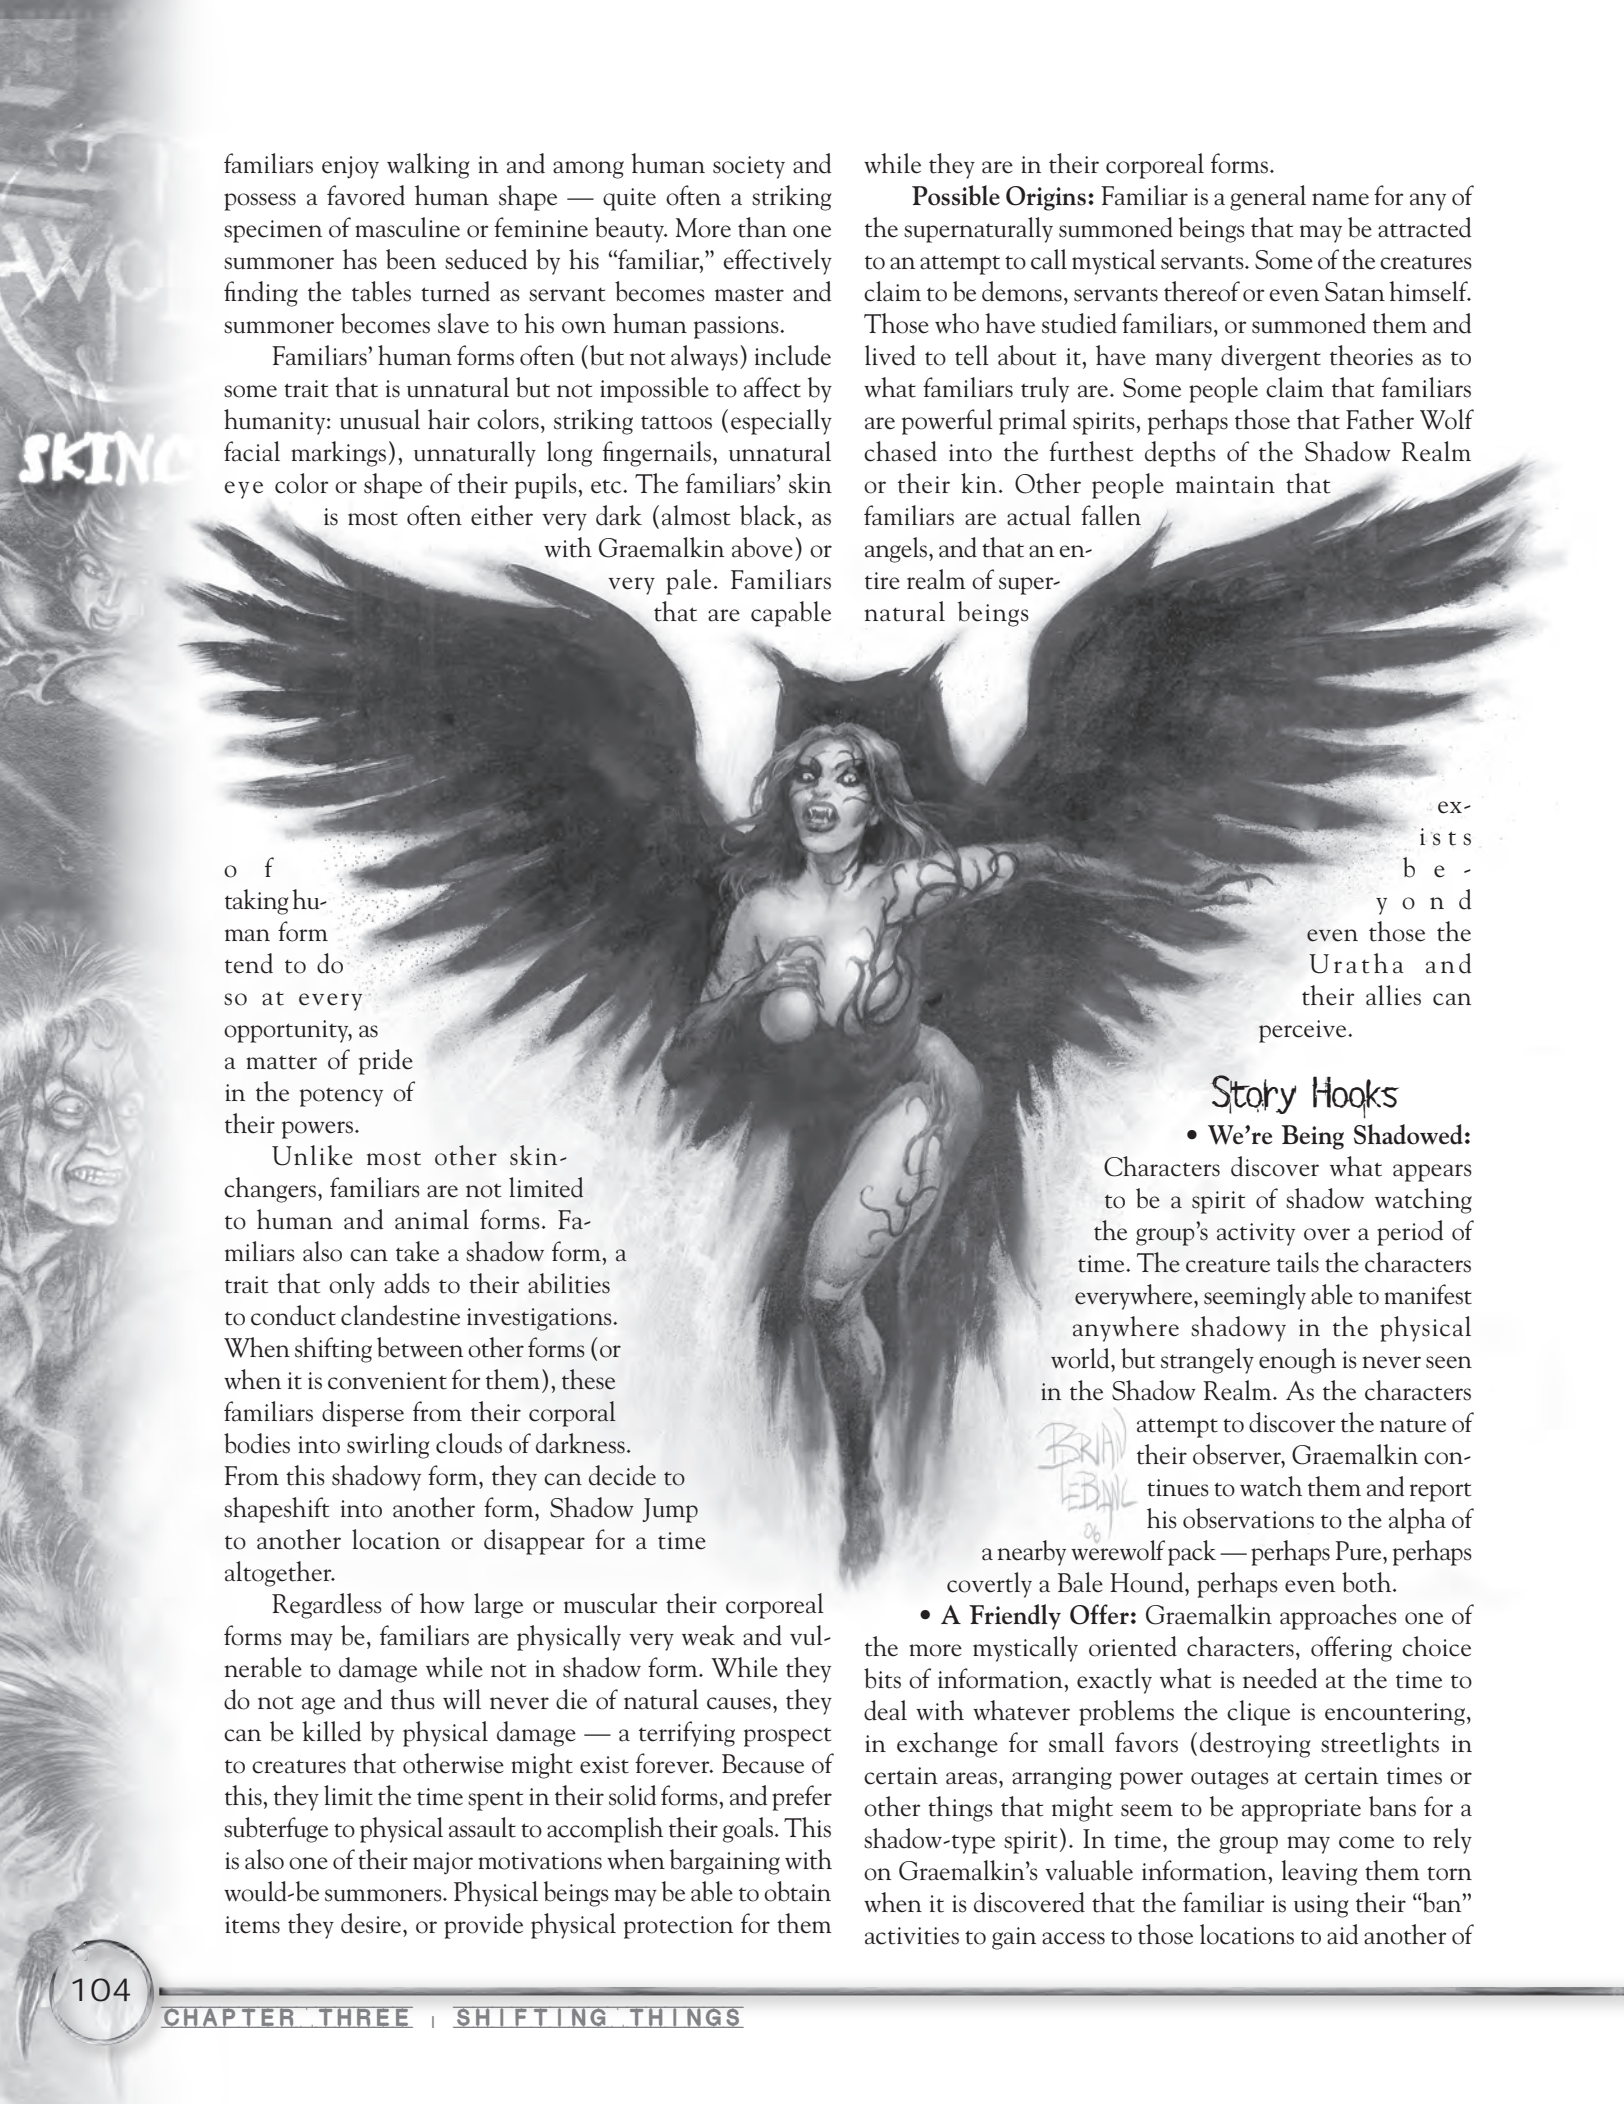 familiars enjoy walking in and among human society and
possess a favored human shape — quite often a striking
specimen of masculine or feminine beauty. More than one
summoner has been seduced by his “familiar,” effectively
finding the tables turned as servant becomes master and
summoner becomes slave to his own human passions.
Familiars’ human forms often (but not always) include
some trait that is unnatural but not impossible to affect by
humanity: unusual hair colors, striking tattoos (especially
facial markings), unnaturally long fingernails, unnatural
eye color or shape of their pupils, etc. The familiars’ skin
is most often either very dark (almost black, as
with Graemalkin above) or
very pale. Familiars
that are capable
of
taking hu-
man form
tend to do
so at every
opportunity, as
a matter of pride
in the potency of
their powers.
Unlike most other skin-
changers, familiars are not limited
to human and animal forms. Fa-
miliars also can take a shadow form, a
trait that only adds to their abilities
to conduct clandestine investigations.
When shifting between other forms (or
when it is convenient for them), these
familiars disperse from their corporal
bodies into swirling clouds of darkness.
From this shadowy form, they can decide to
shapeshift into another form, Shadow Jump
to another location or disappear for a time
altogether.
Regardless of how large or muscular their corporeal
forms may be, familiars are physically very weak and vul-
nerable to damage while not in shadow form. While they
do not age and thus will never die of natural causes, they
can be killed by physical damage — a terrifying prospect
to creatures that otherwise might exist forever. Because of
this, they limit the time spent in their solid forms, and prefer
subterfuge to physical assault to accomplish their goals. This
is also one of their major motivations when bargaining with
would-be summoners. Physical beings may be able to obtain
items they desire, or provide physical protection for them
while they are in their corporeal forms.
Possible Origins: Familiar is a general name for any of
the supernaturally summoned beings that may be attracted
to an attempt to call mystical servants. Some of the creatures
claim to be demons, servants thereof or even Satan himself.
Those who have studied familiars, or summoned them and
lived to tell about it, have many divergent theories as to
what familiars truly are. Some people claim that familiars
are powerful primal spirits, perhaps those that Father Wolf
chased into the furthest depths of the Shadow Realm
or their kin. Other people maintain that
familiars are actual fallen
angels, and that an en-
tire realm of super-
natural beings
ex-
ists
be-
yond
even those the
Uratha and
their allies can
perceive.
Story Hooks
• We’re Being Shadowed:
Characters discover what appears
to be a spirit of shadow watching
the group’s activity over a period of
time. The creature tails the characters
everywhere, seemingly able to manifest
anywhere shadowy in the physical
world, but strangely enough is never seen
in the Shadow Realm. As the characters
attempt to discover the nature of
their observer, Graemalkin con-
tinues to watch them and report
his observations to the alpha of
a nearby werewolf pack — perhaps Pure, perhaps
covertly a Bale Hound, perhaps even both.
• A Friendly Offer: Graemalkin approaches one of
the more mystically oriented characters, offering choice
bits of information, exactly what is needed at the time to
deal with whatever problems the clique is encountering,
in exchange for small favors (destroying streetlights in
certain areas, arranging power outages at certain times or
other things that might seem to be appropriate bans for a
shadow-type spirit). In time, the group may come to rely
on Graemalkin’s valuable information, leaving them torn
when it is discovered that the familiar is using their “ban”
activities to gain access to those locations to aid another of
BRIAN
LEBLANC
06
104
CHAPTER THREE | SHIFTING THINGS